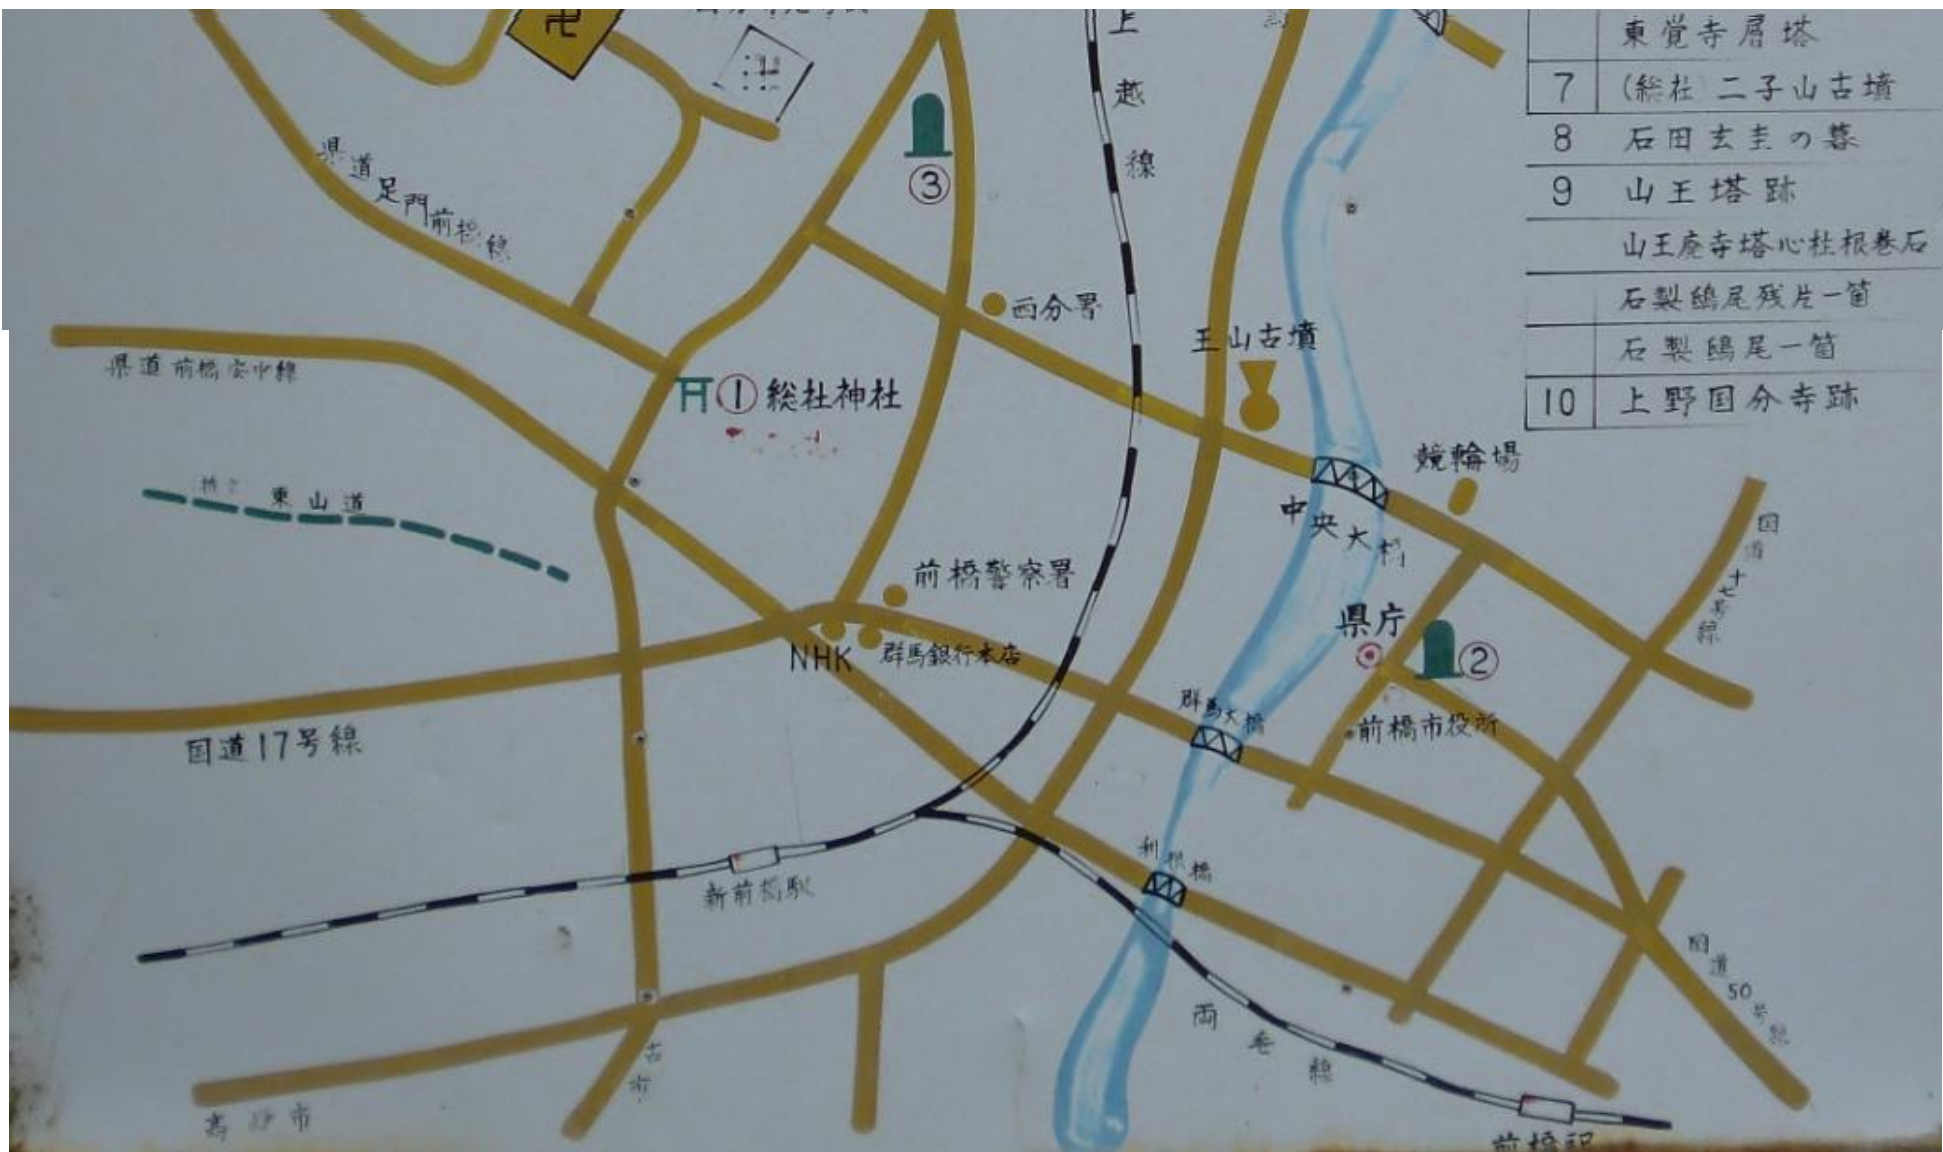 上越線
東覚寺層塔
7 (総社)二子山古墳
8 石田玄圭の墓
9 山王塔跡
山王廃寺塔心柱根巻石
石製鴟尾残片一箇
石製鴟尾一箇
10 上野国分寺跡
③
県道足門前橋線
西分署
王山古墳
県道前橋安中線
①総社神社
競輪場
東山道
中央大橋
国道十七号線
前橋警察署
県庁
②
NHK
群馬銀行本店
群馬大橋
前橋市役所
国道17号線
利根橋
新前橋駅
国道50号線
両毛線
古市
前橋駅